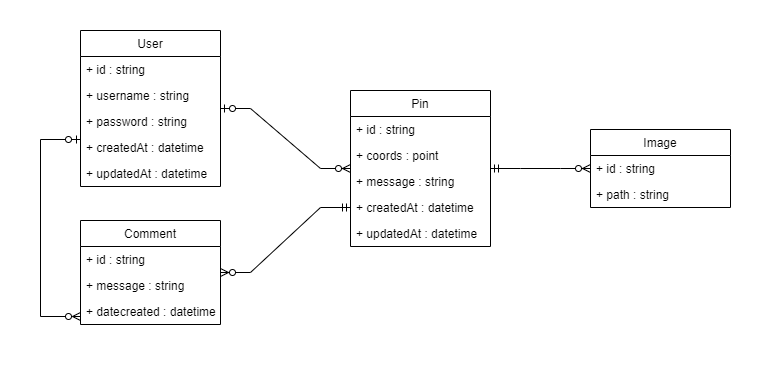 User
+ id : string
+ username : string
+ password : string
+ createdAt : datetime
+ updatedAt : datetime
Comment
+ id : string
+ message : string
+ datecreated : datetime
Pin
+ id : string
+ coords : point
+ message : string
+ createdAt : datetime
+ updatedAt : datetime
Image
+ id : string
+ path : string